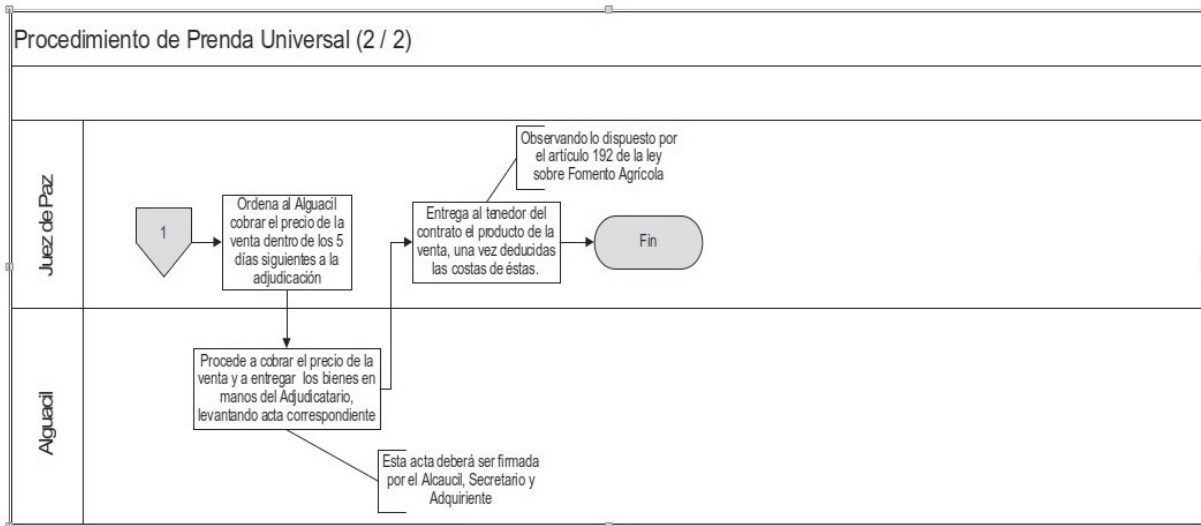 Procedimiento de Prenda Universal (2 / 2)
Juez de Paz
1
Ordena al Alguacil
cobrar el precio de la
venta dentro de los 5
días siguientes a la
adjudicación
Observando lo dispuesto por
el artículo 192 de la ley
sobre Fomento Agrícola
Entrega al tenedor del
contrato el producto de la
venta, una vez deducidas
las costas de éstas.
Fin
Alguacil
Procede a cobrar el precio de la
venta y a entregar los bienes en
manos del Adjudicatario,
levantando acta correspondiente
Esta acta deberá ser firmada
por el Alcaucil, Secretario y
Adquiriente